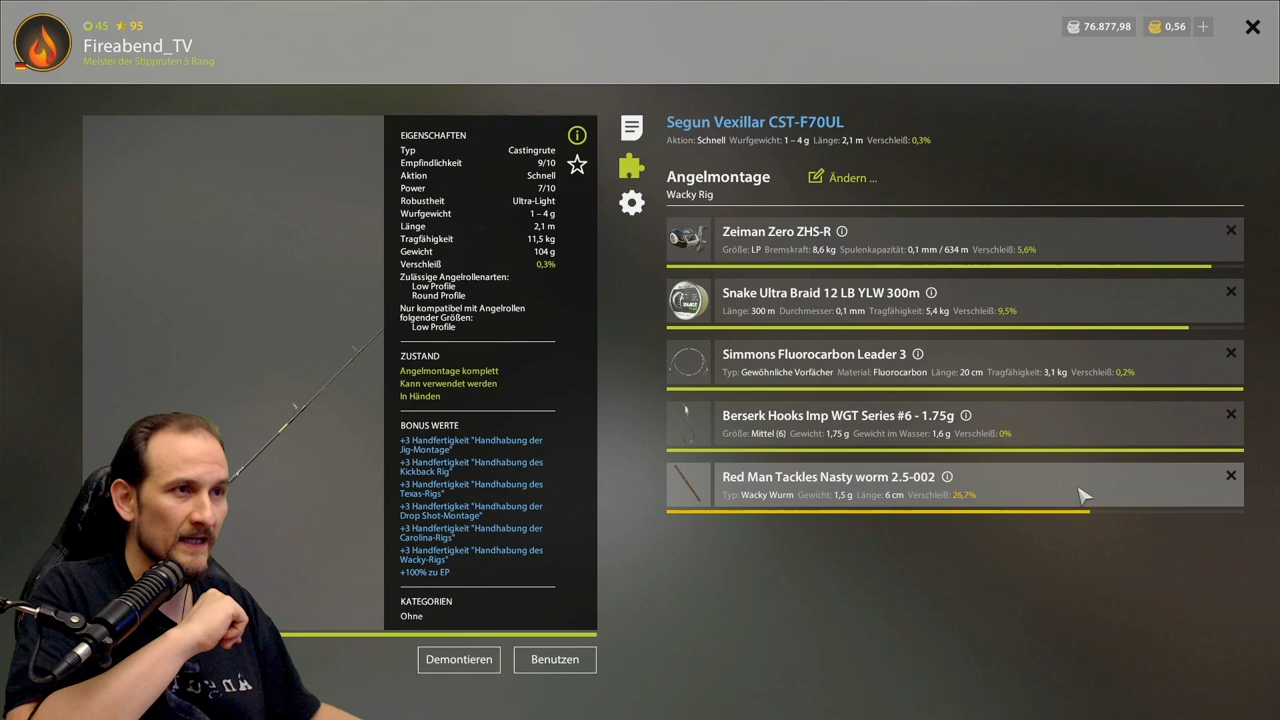 45 95
Fireabend_TV
Meister der Stippruten 5 Rang
76.877,98
0,56
EIGENSCHAFTEN
Typ Castingrute
Empfindlichkeit 9/10
Aktion Schnell
Power 7/10
Robustheit Ultra-Light
Wurfgewicht 1 – 4 g
Länge 2,1 m
Tragfähigkeit 11,5 kg
Gewicht 104 g
Verschleiß 0,3%
Zulässige Angelrollenarten:
Low Profile
Round Profile
Nur kompatibel mit Angelrollen
folgender Größen:
Low Profile
ZUSTAND
Angelmontage komplett
Kann verwendet werden
In Händen
BONUS WERTE
+3 Handfertigkeit "Handhabung der
Jig-Montage"
+3 Handfertigkeit "Handhabung des
Kickback Rig"
+3 Handfertigkeit "Handhabung des
Texas-Rigs"
+3 Handfertigkeit "Handhabung der
Drop Shot-Montage"
+3 Handfertigkeit "Handhabung der
Carolina-Rigs"
+3 Handfertigkeit "Handhabung des
Wacky-Rigs"
+100% zu EP
KATEGORIEN
Ohne
Demontieren
Benutzen
Segun Vexillar CST-F70UL
Aktion: Schnell Wurfgewicht: 1 – 4 g Länge: 2,1 m Verschleiß: 0,3%
Angelmontage Ändern ...
Wacky Rig
Zeiman Zero ZHS-R
Größe: LP Bremskraft: 8,6 kg Spulenkapazität: 0,1 mm / 634 m Verschleiß: 5,6%
Snake Ultra Braid 12 LB YLW 300m
Länge: 300 m Durchmesser: 0,1 mm Tragfähigkeit: 5,4 kg Verschleiß: 9,5%
Simmons Fluorocarbon Leader 3
Typ: Gewöhnliche Vorfächer Material: Fluorocarbon Länge: 20 cm Tragfähigkeit: 3,1 kg Verschleiß: 0,2%
Berserk Hooks Imp WGT Series #6 - 1.75g
Größe: Mittel (6) Gewicht: 1,75 g Gewicht im Wasser: 1,6 g Verschleiß: 0%
Red Man Tackles Nasty worm 2.5-002
Typ: Wacky Wurm Gewicht: 1,5 g Länge: 6 cm Verschleiß: 26,7%